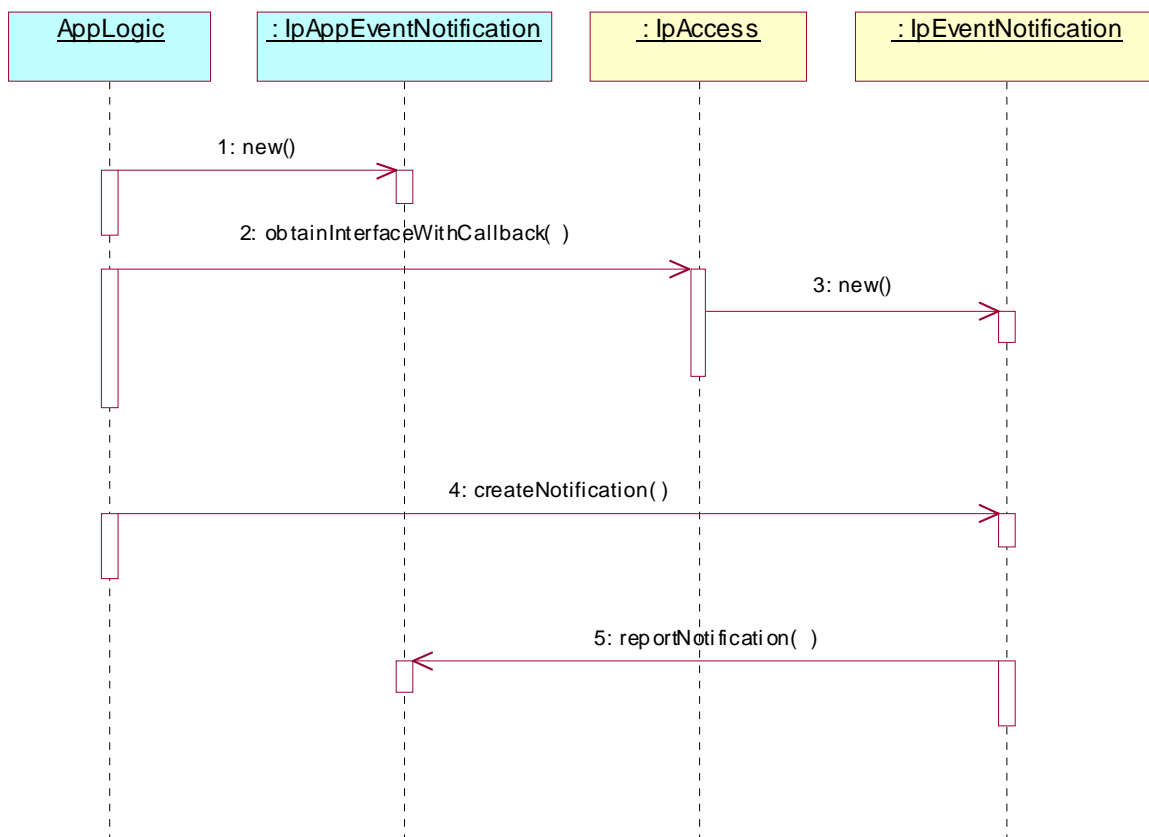 AppLogic
: IpAppEventNotification
: IpAccess
: IpEventNotification
1: new()
2: obtainInterfaceWithCallback( )
3: new()
4: createNotification( )
5: reportNotification( )